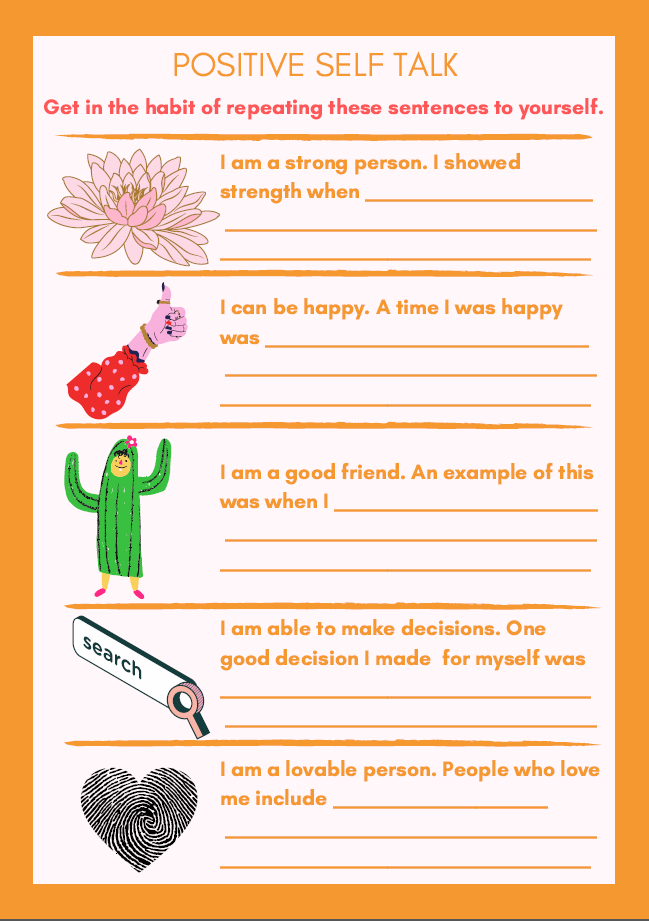 POSITIVE SELF TALK
Get in the habit of repeating these sentences to yourself.
I am a strong person. I showed
strength when
I can be happy. A time I was happy
was
I am a good friend. An example of this
was when I
search
I am able to make decisions. One
good decision I made  for myself was
I am a lovable person. People who love
me include